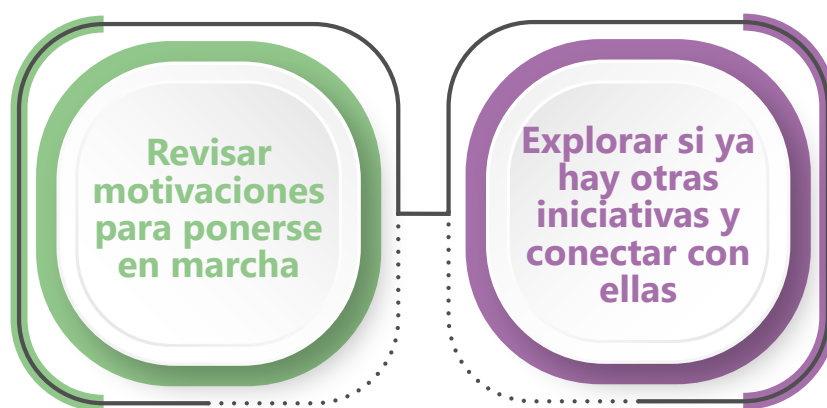 Revisar
motivaciones
para ponerse
en marcha
Explorar si ya
hay otras
iniciativas y
conectar con
ellas